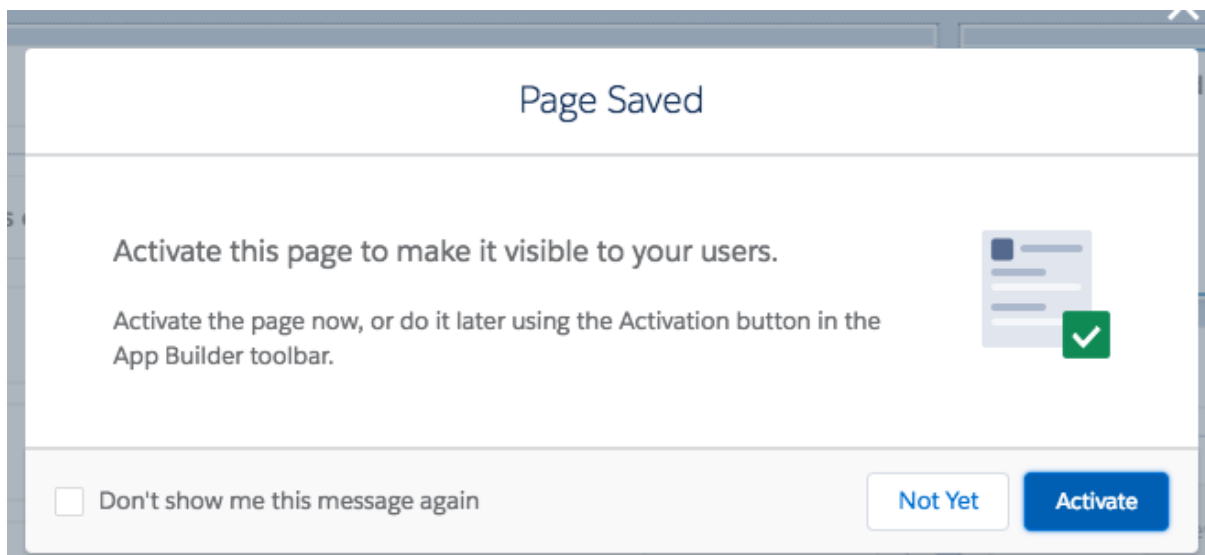 Page Saved
Activate this page to make it visible to your users.
Activate the page now, or do it later using the Activation button in the
App Builder toolbar.
Don't show me this message again
Not Yet
Activate